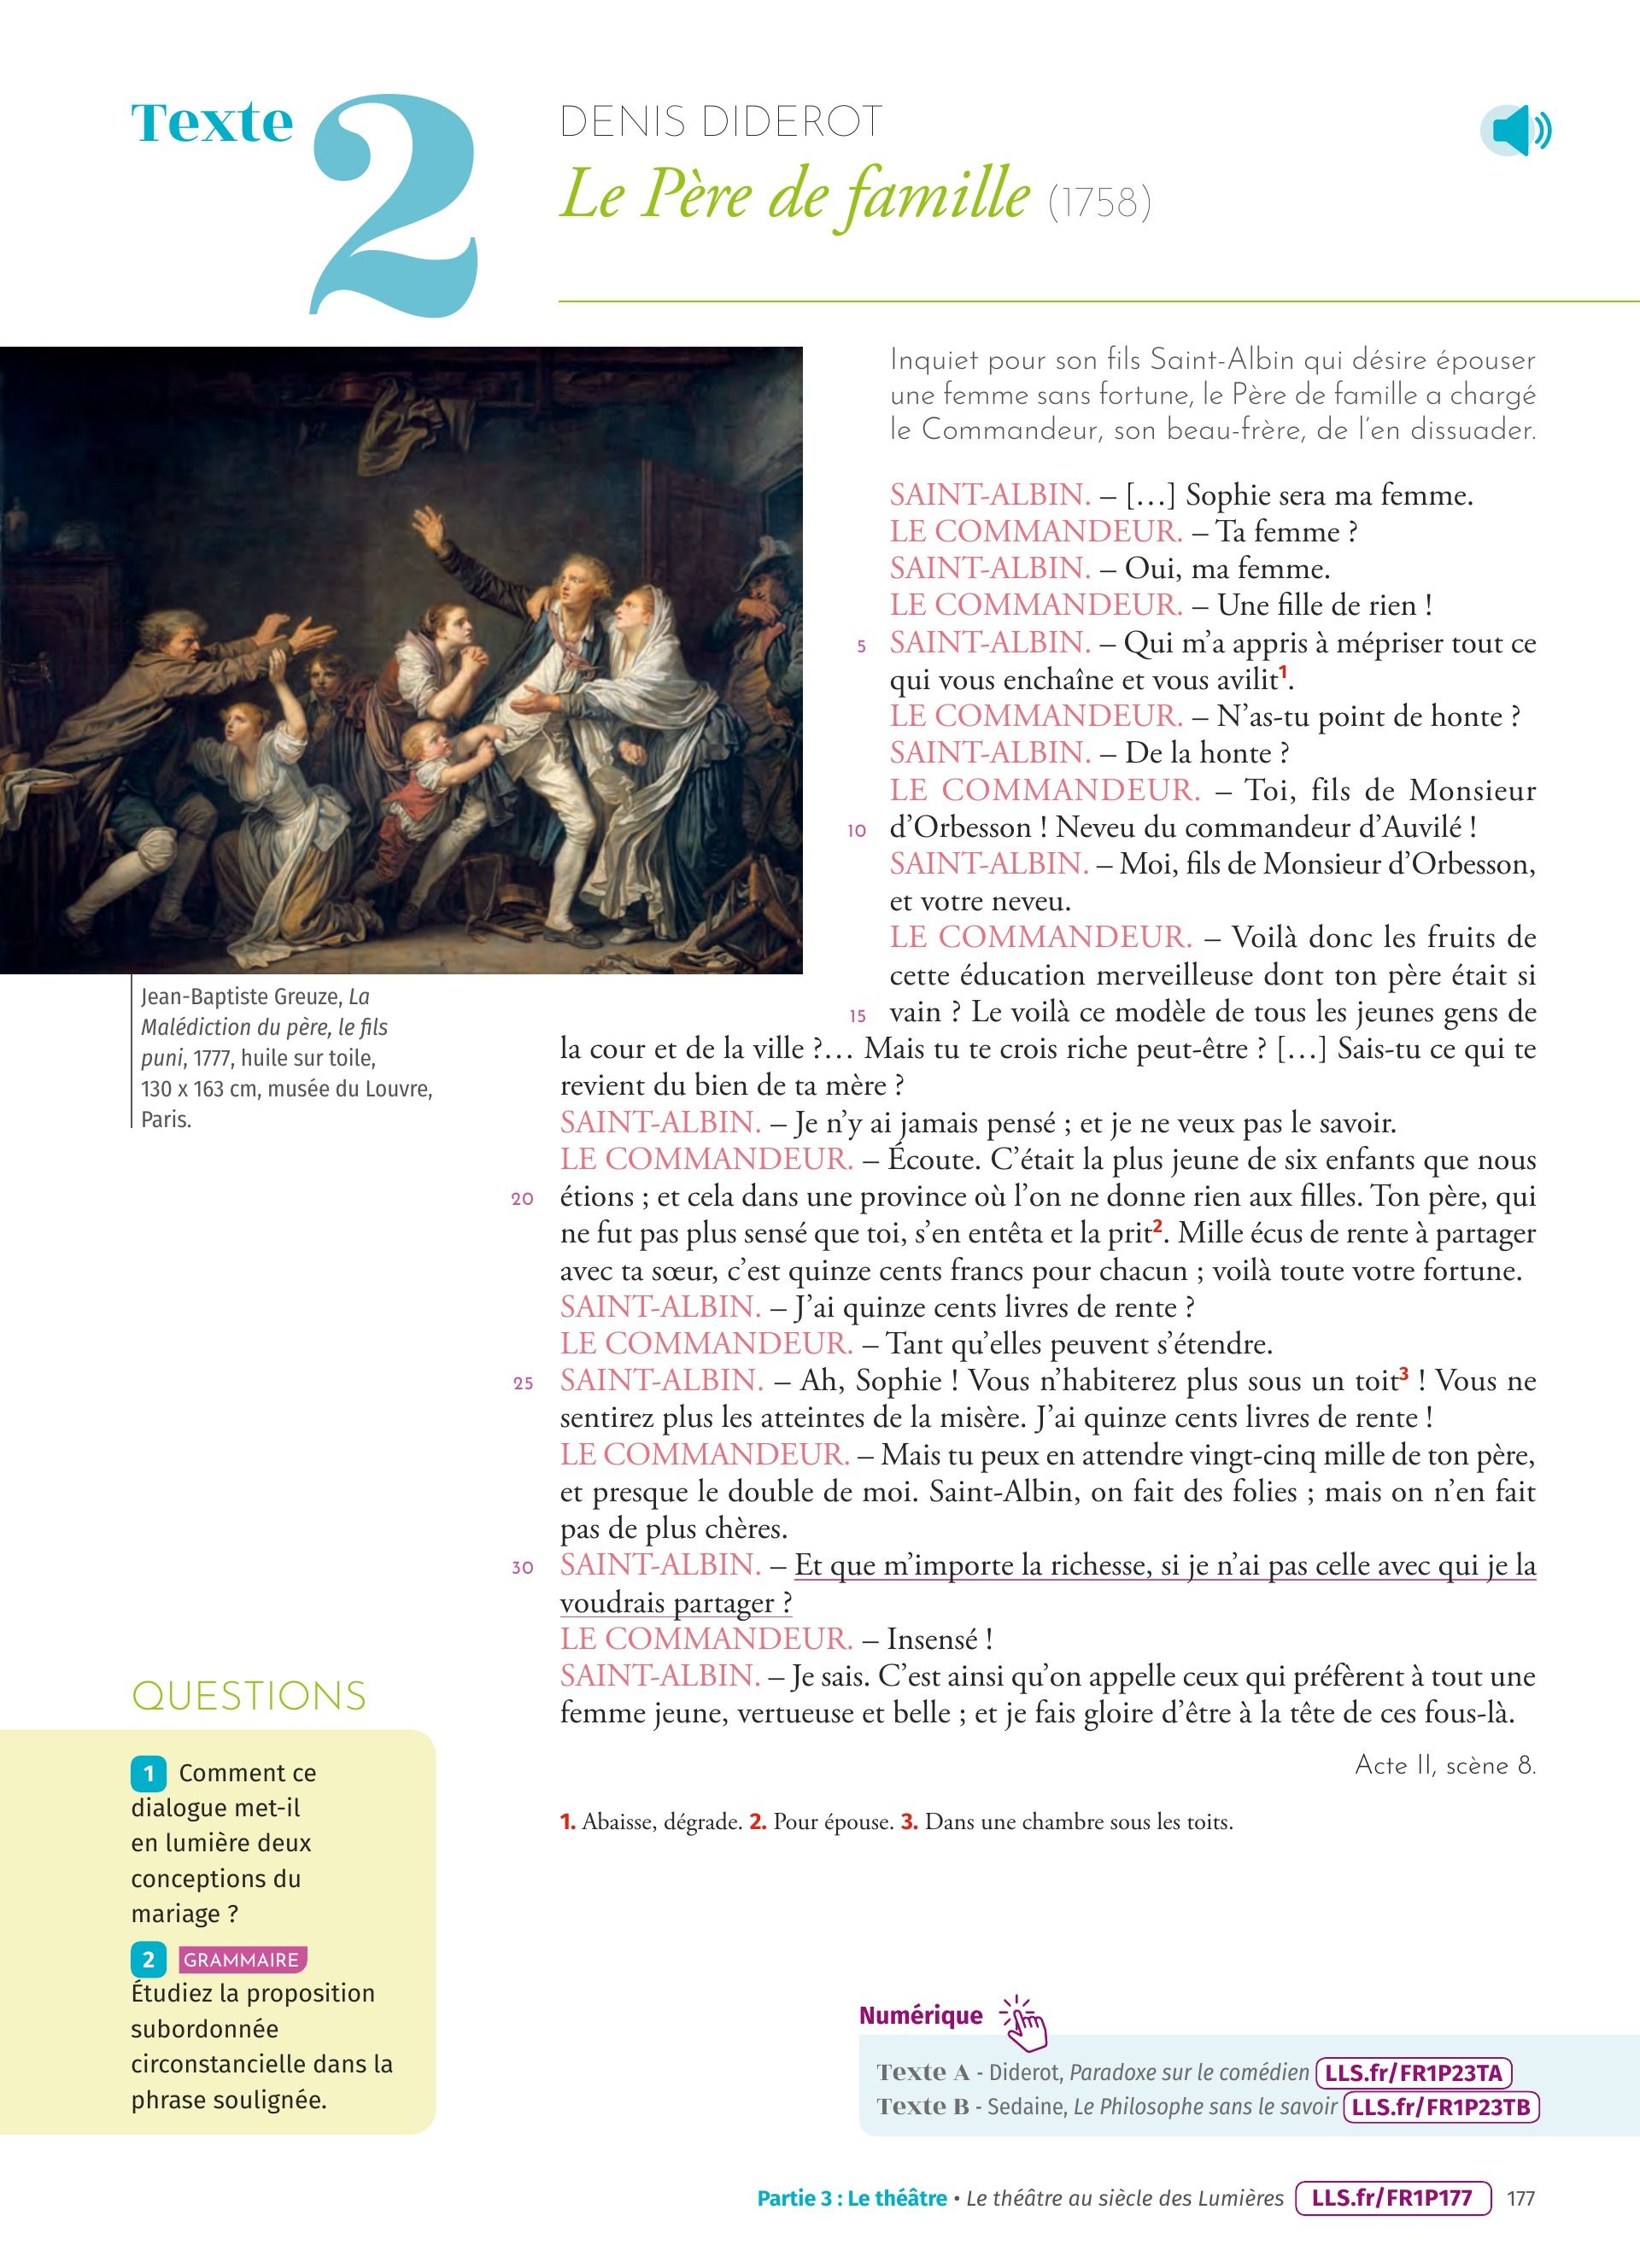 Texte 2
DENIS DIDEROT
Le Père de famille (1758)
Inquiet pour son fils Saint-Albin qui désire épouser
une femme sans fortune, le Père de famille a chargé
le Commandeur, son beau-frère, de l'en dissuader.
SAINT-ALBIN. – […] Sophie sera ma femme.
LE COMMANDEUR. – Ta femme ?
SAINT-ALBIN. – Oui, ma femme.
LE COMMANDEUR. – Une fille de rien !
5 SAINT-ALBIN. – Qui m'a appris à mépriser tout ce
qui vous enchaîne et vous avilit1.
LE COMMANDEUR. – N'as-tu point de honte ?
SAINT-ALBIN. – De la honte ?
LE COMMANDEUR. – Toi, fils de Monsieur
10 d'Orbesson ! Neveu du commandeur d'Auvilé !
SAINT-ALBIN. – Moi, fils de Monsieur d'Orbesson,
et votre neveu.
LE COMMANDEUR. – Voilà donc les fruits de
cette éducation merveilleuse dont ton père était si
15 vain ? Le voilà ce modèle de tous les jeunes gens de
la cour et de la ville ?… Mais tu te crois riche peut-être ? […] Sais-tu ce qui te
revient du bien de ta mère ?
SAINT-ALBIN. – Je n'y ai jamais pensé ; et je ne veux pas le savoir.
LE COMMANDEUR. – Écoute. C'était la plus jeune de six enfants que nous
20 étions ; et cela dans une province où l'on ne donne rien aux filles. Ton père, qui
ne fut pas plus sensé que toi, s'en entêta et la prit2. Mille écus de rente à partager
avec ta sœur, c'est quinze cents francs pour chacun ; voilà toute votre fortune.
SAINT-ALBIN. – J'ai quinze cents livres de rente ?
LE COMMANDEUR. – Tant qu'elles peuvent s'étendre.
25 SAINT-ALBIN. – Ah, Sophie ! Vous n'habiterez plus sous un toit3 ! Vous ne
sentirez plus les atteintes de la misère. J'ai quinze cents livres de rente !
LE COMMANDEUR. – Mais tu peux en attendre vingt-cinq mille de ton père,
et presque le double de moi. Saint-Albin, on fait des folies ; mais on n'en fait
pas de plus chères.
30 SAINT-ALBIN. – Et que m'importe la richesse, si je n'ai pas celle avec qui je la
voudrais partager ?
LE COMMANDEUR. – Insensé !
SAINT-ALBIN. – Je sais. C'est ainsi qu'on appelle ceux qui préfèrent à tout une
femme jeune, vertueuse et belle ; et je fais gloire d'être à la tête de ces fous-là.
Acte II, scène 8.
1. Abaisse, dégrade. 2. Pour épouse. 3. Dans une chambre sous les toits.
Jean-Baptiste Greuze, La
Malédiction du père, le fils
puni, 1777, huile sur toile,
130 x 163 cm, musée du Louvre,
Paris.
QUESTIONS
1 Comment ce
dialogue met-il
en lumière deux
conceptions du
mariage ?
2 GRAMMAIRE
Étudiez la proposition
subordonnée
circonstancielle dans la
phrase soulignée.
Numérique
Texte A - Diderot, Paradoxe sur le comédien LLS.fr/FR1P23TA
Texte B - Sedaine, Le Philosophe sans le savoir LLS.fr/FR1P23TB
Partie 3 : Le théâtre • Le théâtre au siècle des Lumières LLS.fr/FR1P177 177